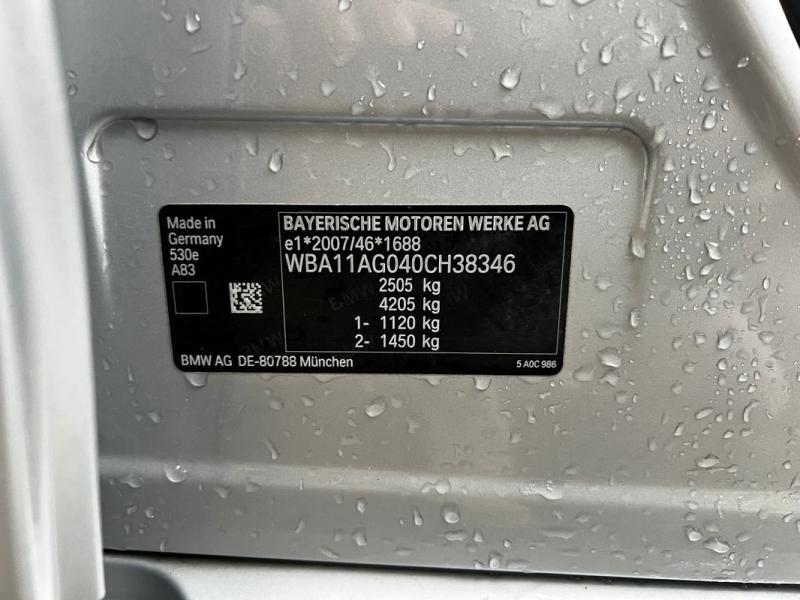 Made in
Germany
530e
A83
BAYERISCHE MOTOREN WERKE AG
e1*2007/46*1688
WBA11AG040CH38346
2505 kg
4205 kg
1- 1120 kg
2- 1450 kg
BMW AG DE-80788 München
5 A0C 986